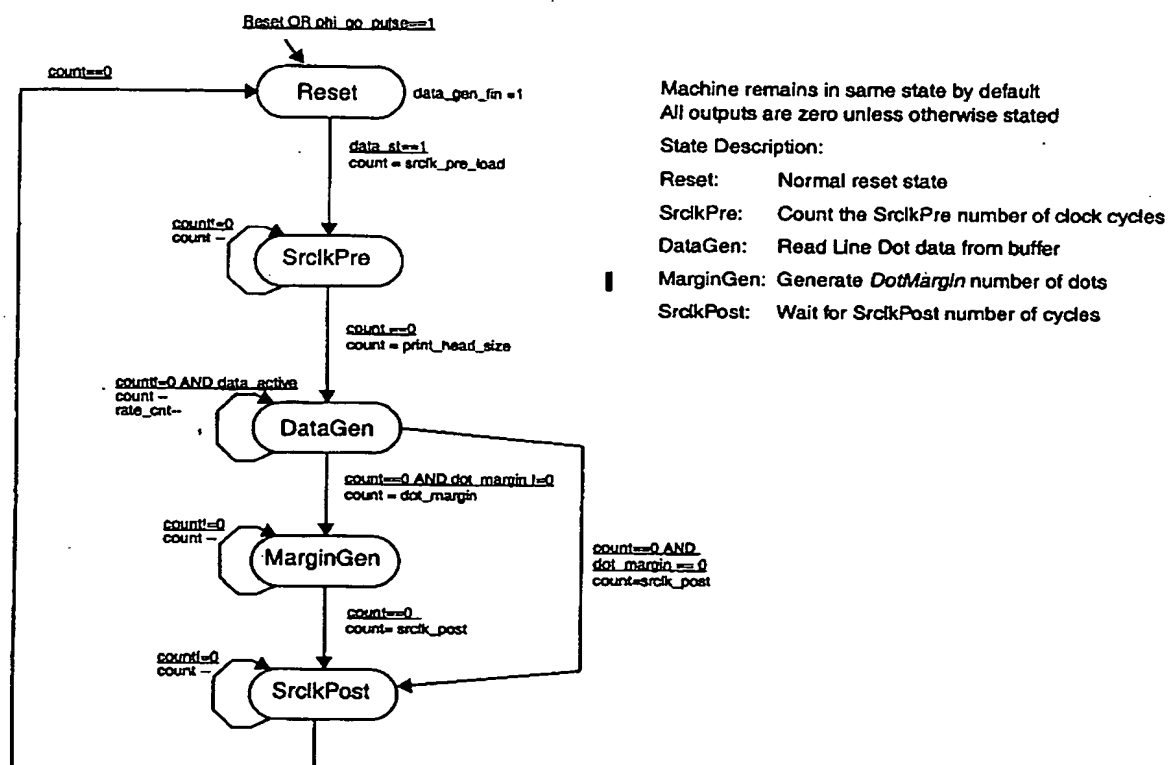 Reset OR phi_go_pulse==1
count==0
Reset
data_gen_fin =1
data_st==1
count = srclk_pre_load
count!=0
count --
SrclkPre
count ==0
count = print_head_size
count!=0 AND data_active
count --
rate_cnt--
DataGen
count==0 AND dot_margin !=0
count = dot_margin
count!=0
count --
MarginGen
count==0 AND
dot_margin == 0
count=srclk_post
count==0
count= srclk_post
count!=0
count --
SrclkPost
Machine remains in same state by default
All outputs are zero unless otherwise stated
State Description:
Reset: Normal reset state
SrclkPre: Count the SrclkPre number of clock cycles
DataGen: Read Line Dot data from buffer
MarginGen: Generate DotMargin number of dots
SrclkPost: Wait for SrclkPost number of cycles